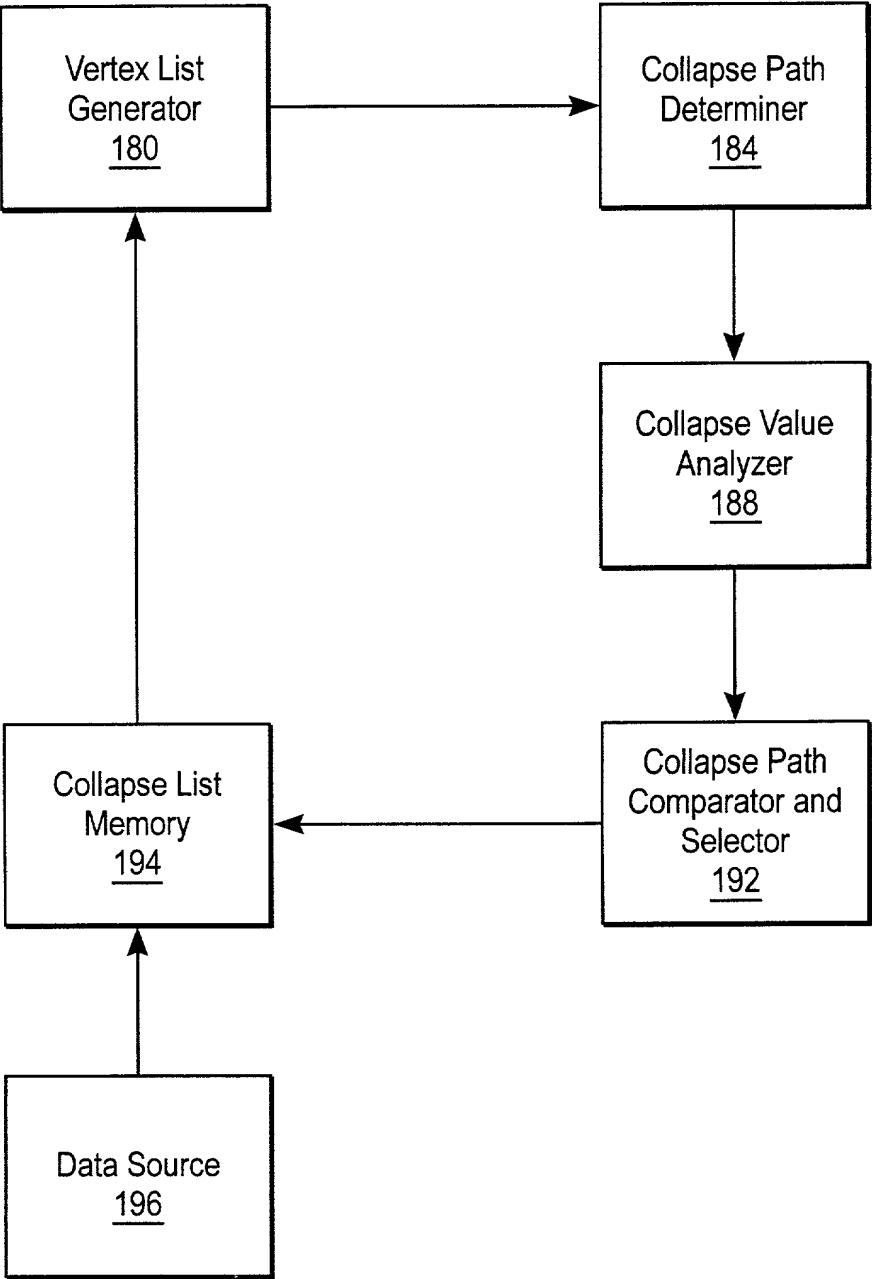 Vertex List
Generator
180
Collapse Path
Determiner
184
Collapse Value
Analyzer
188
Collapse List
Memory
194
Collapse Path
Comparator and
Selector
192
Data Source
196